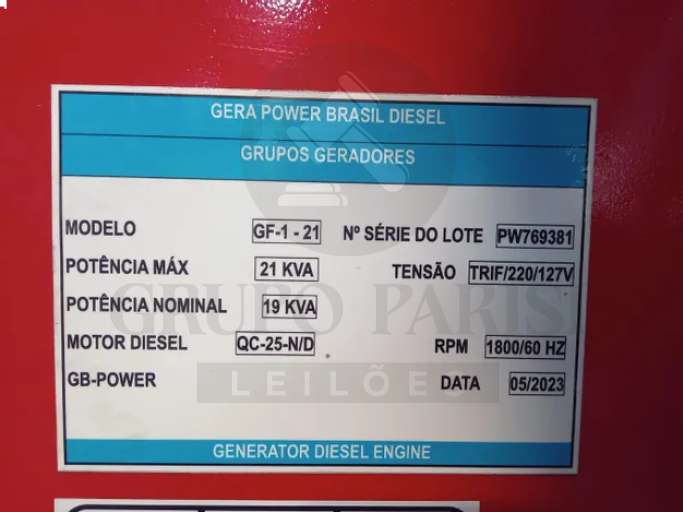 GERA POWER BRASIL DIESEL
GRUPOS GERADORES
MODELO GF-1 - 21 Nº SÉRIE DO LOTE PW769381
POTÊNCIA MÁX 21 KVA TENSÃO TRIF/220/127V
POTÊNCIA NOMINAL 19 KVA
GRUPO PARIS
MOTOR DIESEL QC-25-N/D RPM 1800/60 HZ
GB-POWER DATA 05/2023
LEILÕES
GENERATOR DIESEL ENGINE